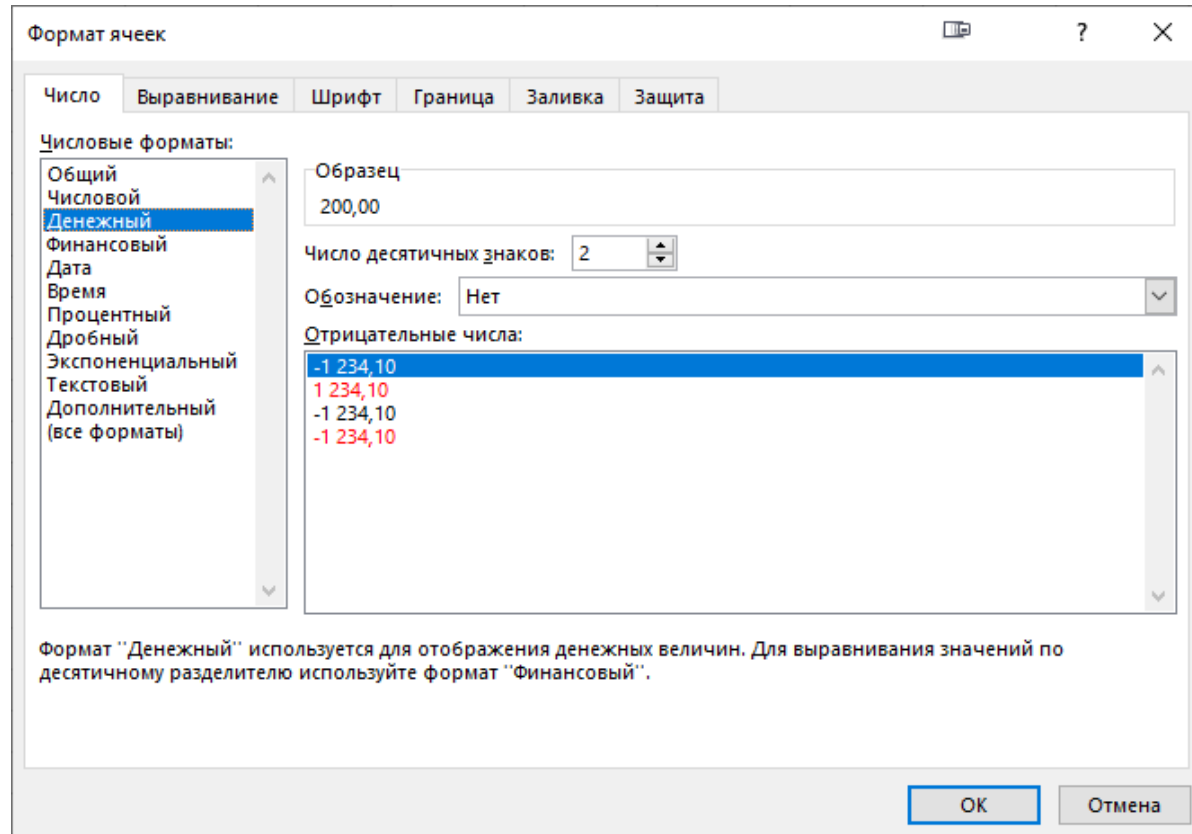 Формат ячеек
?
Число Выравнивание Шрифт Граница Заливка Защита
Числовые форматы:
Общий
Числовой
Денежный
Финансовый
Дата
Время
Процентный
Дробный
Экспоненциальный
Текстовый
Дополнительный
(все форматы)
Образец
200,00
Число десятичных знаков: 2
Обозначение: Нет
Отрицательные числа:
-1 234,10
1 234,10
-1 234,10
-1 234,10
Формат "Денежный" используется для отображения денежных величин. Для выравнивания значений по
десятичному разделителю используйте формат "Финансовый".
ОК Отмена